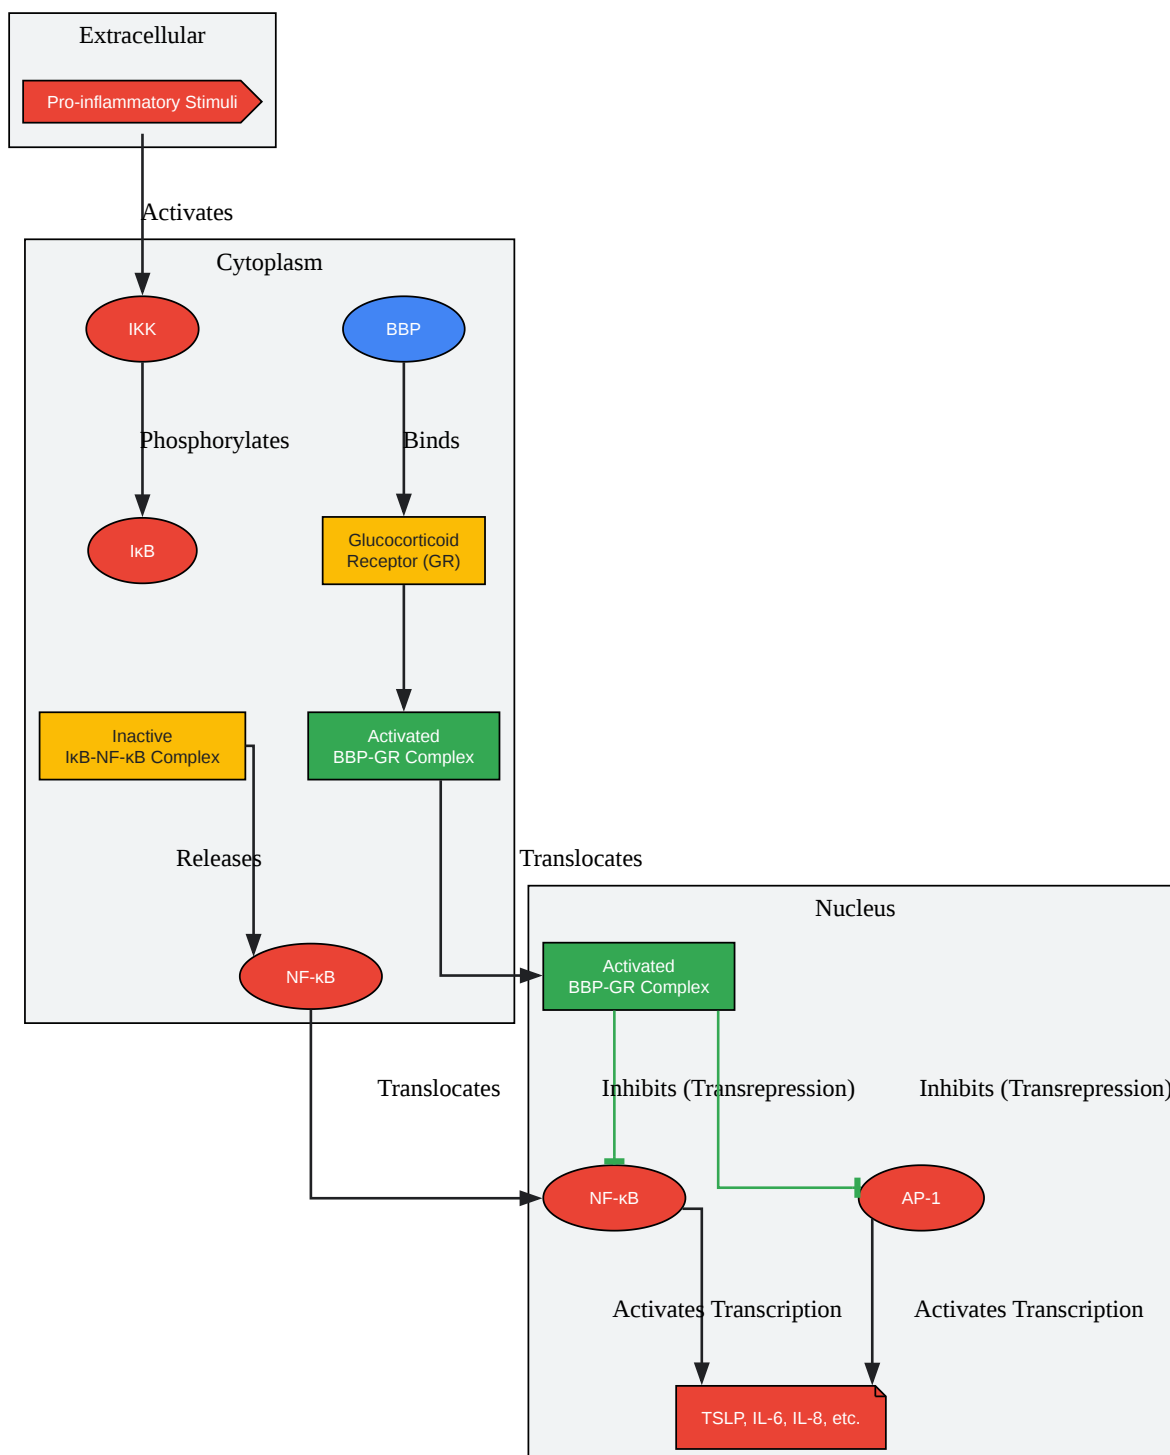 Extracellular
Pro-inflammatory Stimuli
Activates
Cytoplasm
IKK
BBP
Phosphorylates
Binds
IκB
Glucocorticoid
Receptor (GR)
Inactive
IκB-NF-κB Complex
Activated
BBP-GR Complex
Releases
Translocates
Nucleus
NF-κB
Activated
BBP-GR Complex
Translocates
Inhibits (Transrepression)
Inhibits (Transrepression)
NF-κB
AP-1
Activates Transcription
Activates Transcription
TSLP, IL-6, IL-8, etc.